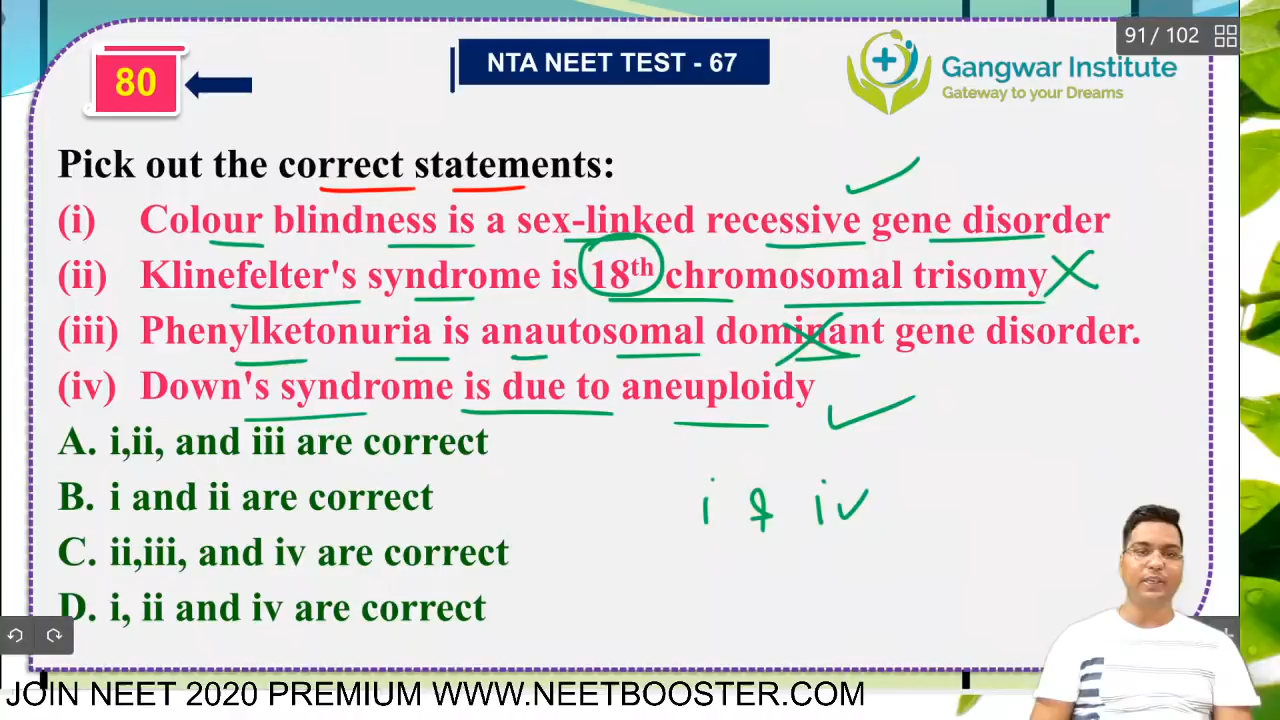 91 / 102
80
NTA NEET TEST - 67
Gangwar Institute
Gateway to your Dreams
Pick out the correct statements:
(i) Colour blindness is a sex-linked recessive gene disorder
(ii) Klinefelter's syndrome is 18th chromosomal trisomy
(iii) Phenylketonuria is anautosomal dominant gene disorder.
(iv) Down's syndrome is due to aneuploidy
A. i,ii, and iii are correct
B. i and ii are correct
i & iv
C. ii,iii, and iv are correct
D. i, ii and iv are correct
JOIN NEET 2020 PREMIUM WWW.NEETBOOSTER.COM